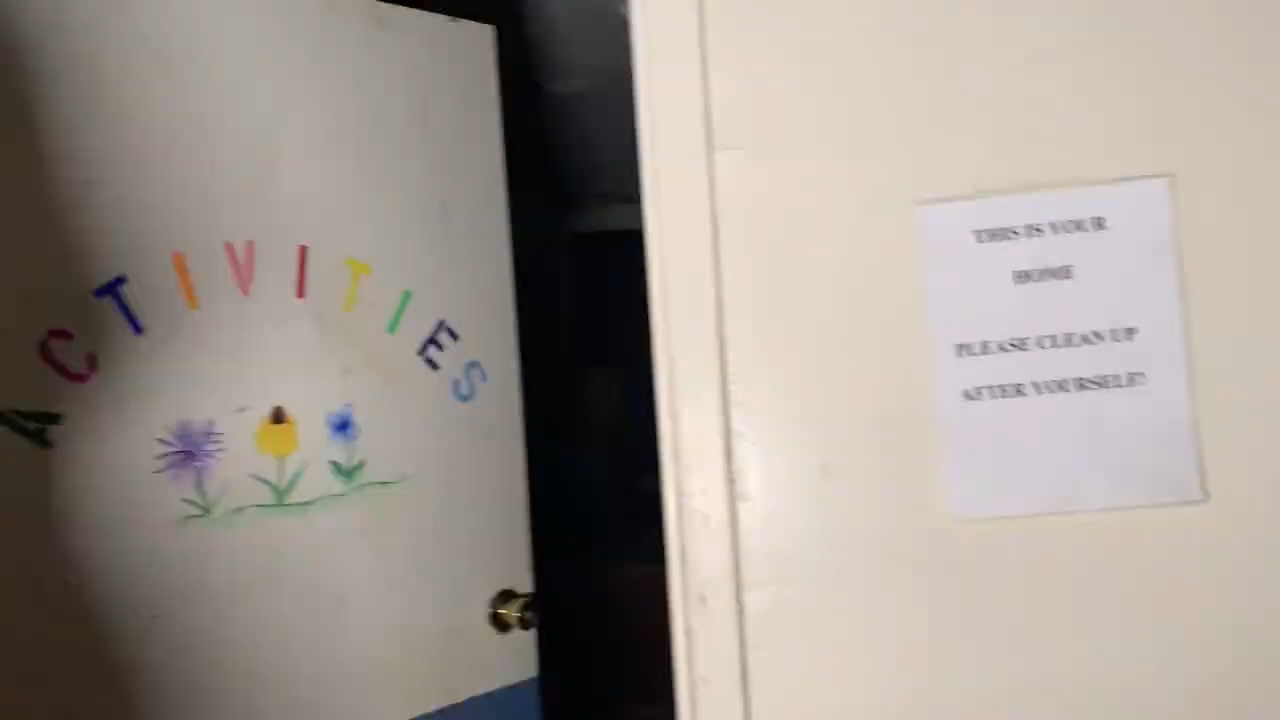 ACTIVITIES
THIS IS YOUR
HOME
PLEASE CLEAN UP
AFTER YOURSELF!